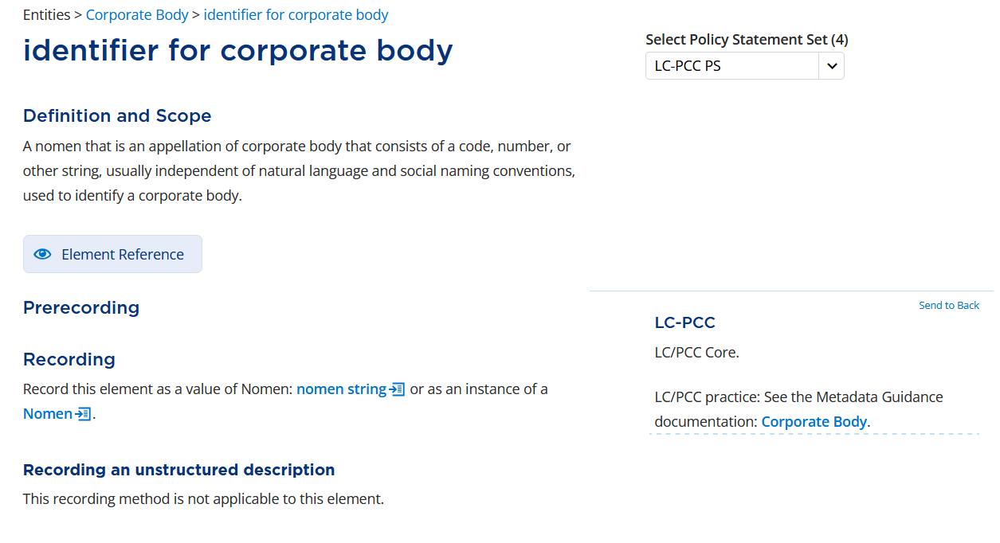 Entities > Corporate Body > identifier for corporate body
identifier for corporate body
Select Policy Statement Set (4)
LC-PCC PS
Definition and Scope
A nomen that is an appellation of corporate body that consists of a code, number, or
other string, usually independent of natural language and social naming conventions,
used to identify a corporate body.
Element Reference
Prerecording
Recording
Record this element as a value of Nomen: nomen string or as an instance of a
Nomen.
Recording an unstructured description
This recording method is not applicable to this element.
Send to Back
LC-PCC
LC/PCC Core.
LC/PCC practice: See the Metadata Guidance
documentation: Corporate Body.